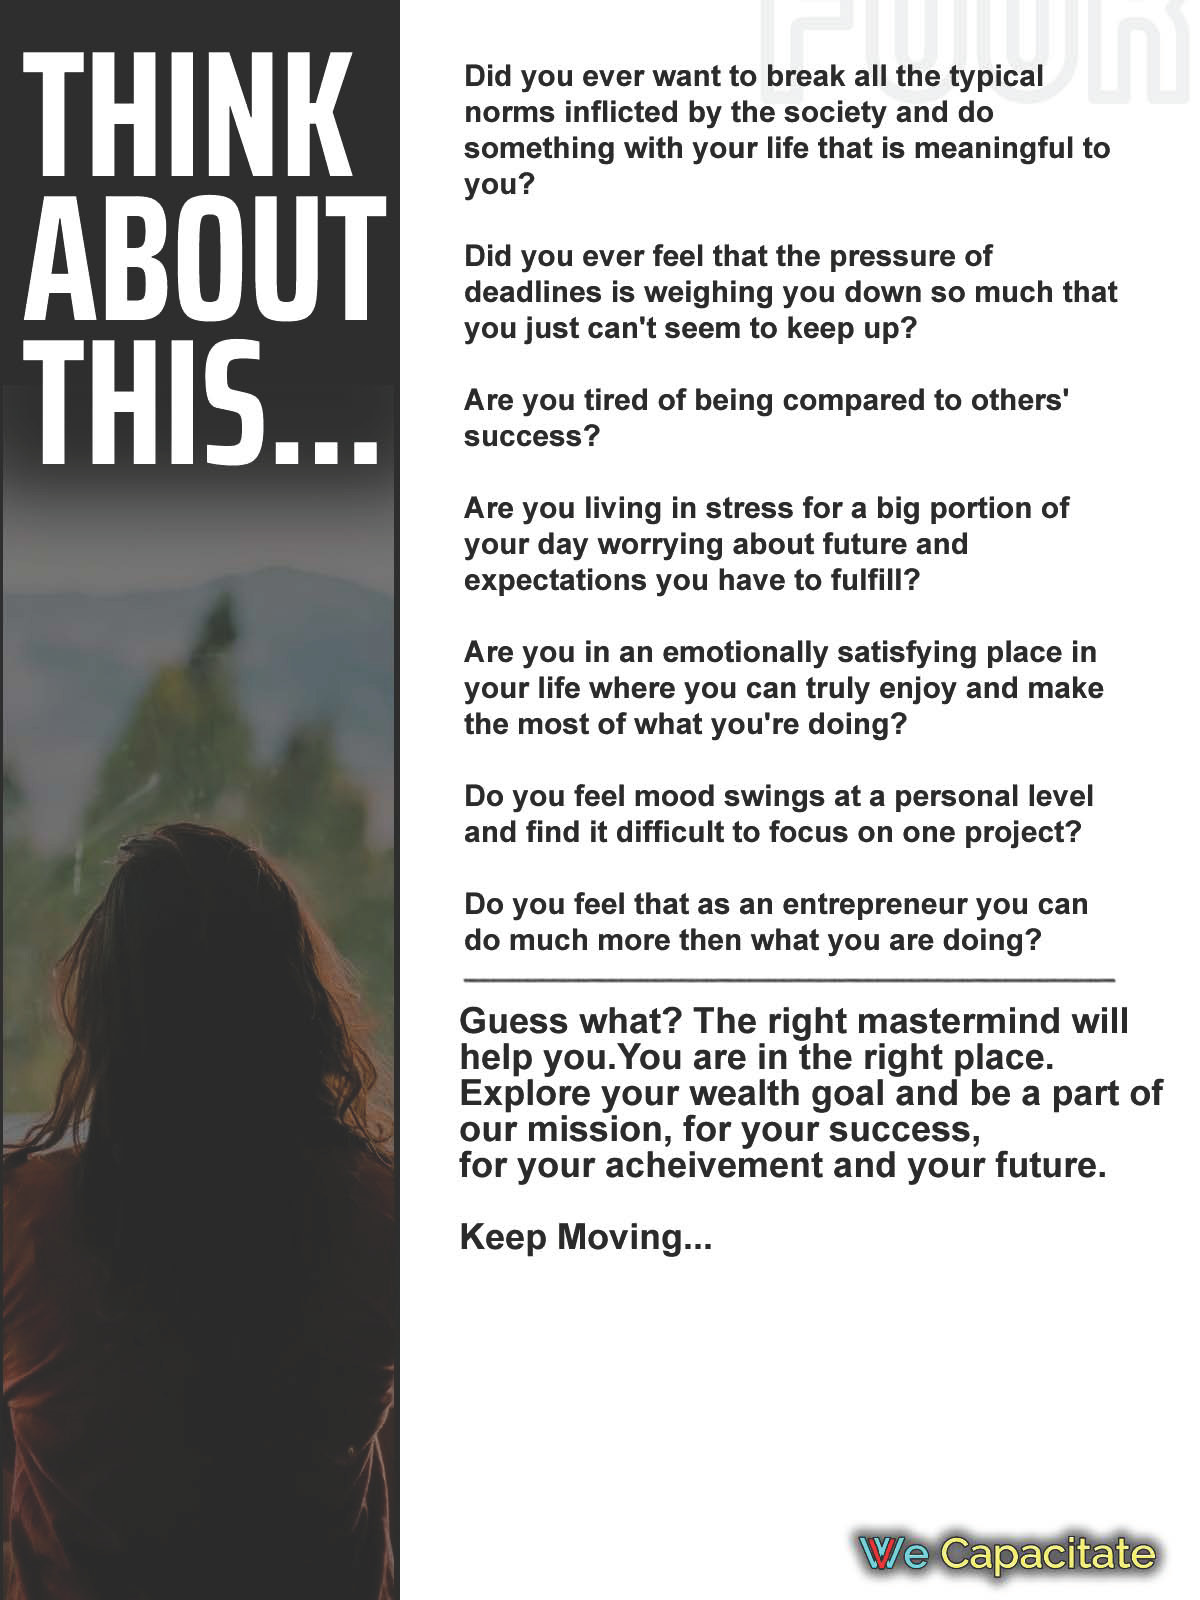 FOUR
THINK
ABOUT
THIS...
Did you ever want to break all the typical
norms inflicted by the society and do
something with your life that is meaningful to
you?
Did you ever feel that the pressure of
deadlines is weighing you down so much that
you just can't seem to keep up?
Are you tired of being compared to others'
success?
Are you living in stress for a big portion of
your day worrying about future and
expectations you have to fulfill?
Are you in an emotionally satisfying place in
your life where you can truly enjoy and make
the most of what you're doing?
Do you feel mood swings at a personal level
and find it difficult to focus on one project?
Do you feel that as an entrepreneur you can
do much more then what you are doing?
Guess what? The right mastermind will
help you.You are in the right place.
Explore your wealth goal and be a part of
our mission, for your success,
for your acheivement and your future.
Keep Moving...
We Capacitate